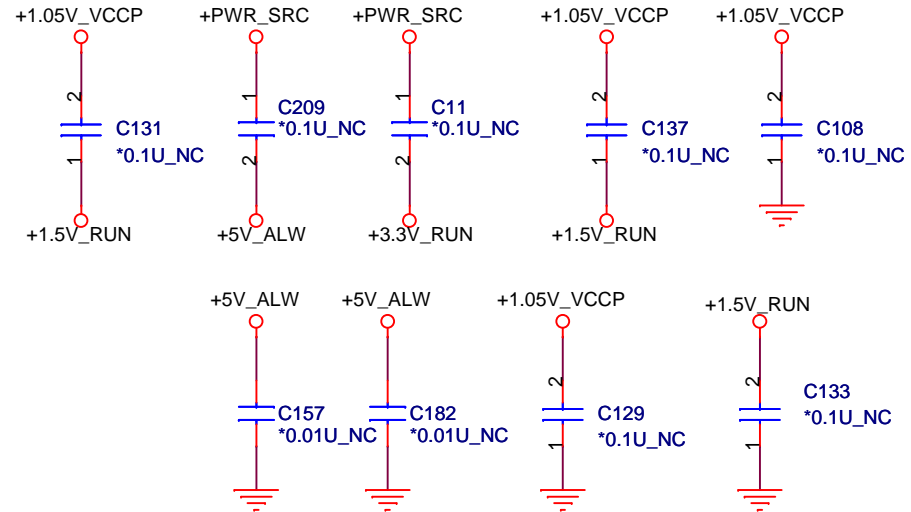 +1.05V_VCCP
+PWR_SRC
+PWR_SRC
+1.05V_VCCP
+1.05V_VCCP
2
1
C131
*0.1U_NC
1
2
C209
*0.1U_NC
1
2
C11
*0.1U_NC
2
1
C137
*0.1U_NC
2
1
C108
*0.1U_NC
+1.5V_RUN
+5V_ALW
+3.3V_RUN
+1.5V_RUN
+5V_ALW
+5V_ALW
+1.05V_VCCP
+1.5V_RUN
C157
*0.01U_NC
C182
*0.01U_NC
2
1
C129
*0.1U_NC
2
1
C133
*0.1U_NC